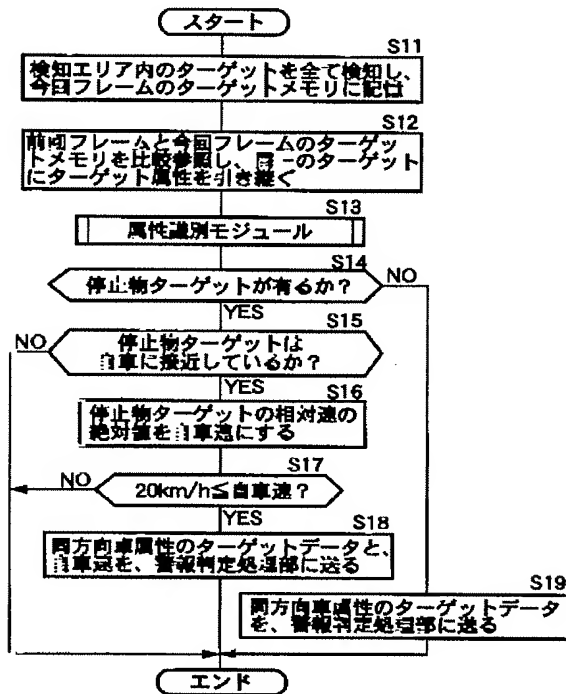 スタート
S11
検知エリア内のターゲットを全て検知し、
今回フレームのターゲットメモリに記憶
S12
前回フレームと今回フレームのターゲッ
トメモリを比較参照し、同一のターゲット
にターゲット属性を引き継ぐ
S13
属性識別モジュール
S14
停止物ターゲットが有るか？
NO
YES
S15
NO
停止物ターゲットは
自車に接近しているか？
YES
S16
停止物ターゲットの相対速の
絶対値を自車速にする
S17
NO
20km/h≦自車速？
YES
S18
同方向車属性のターゲットデータと、
自車速を、警報判定処理部に送る
S19
同方向車属性のターゲットデータ
を、警報判定処理部に送る
エンド